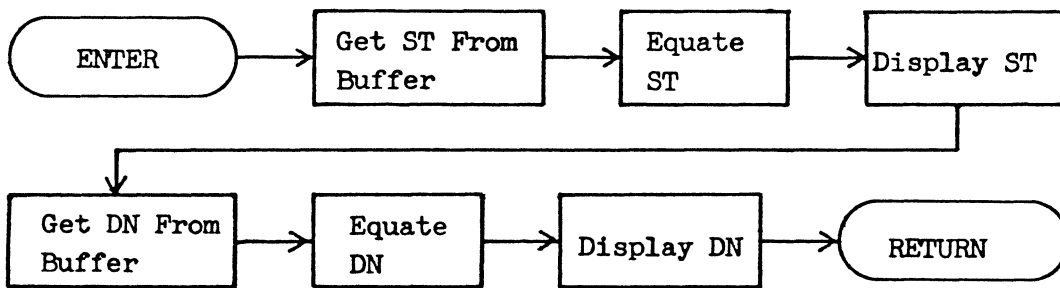 ENTER
Get ST From
Buffer
Equate
ST
Display ST
Get DN From
Buffer
Equate
DN
Display DN
RETURN